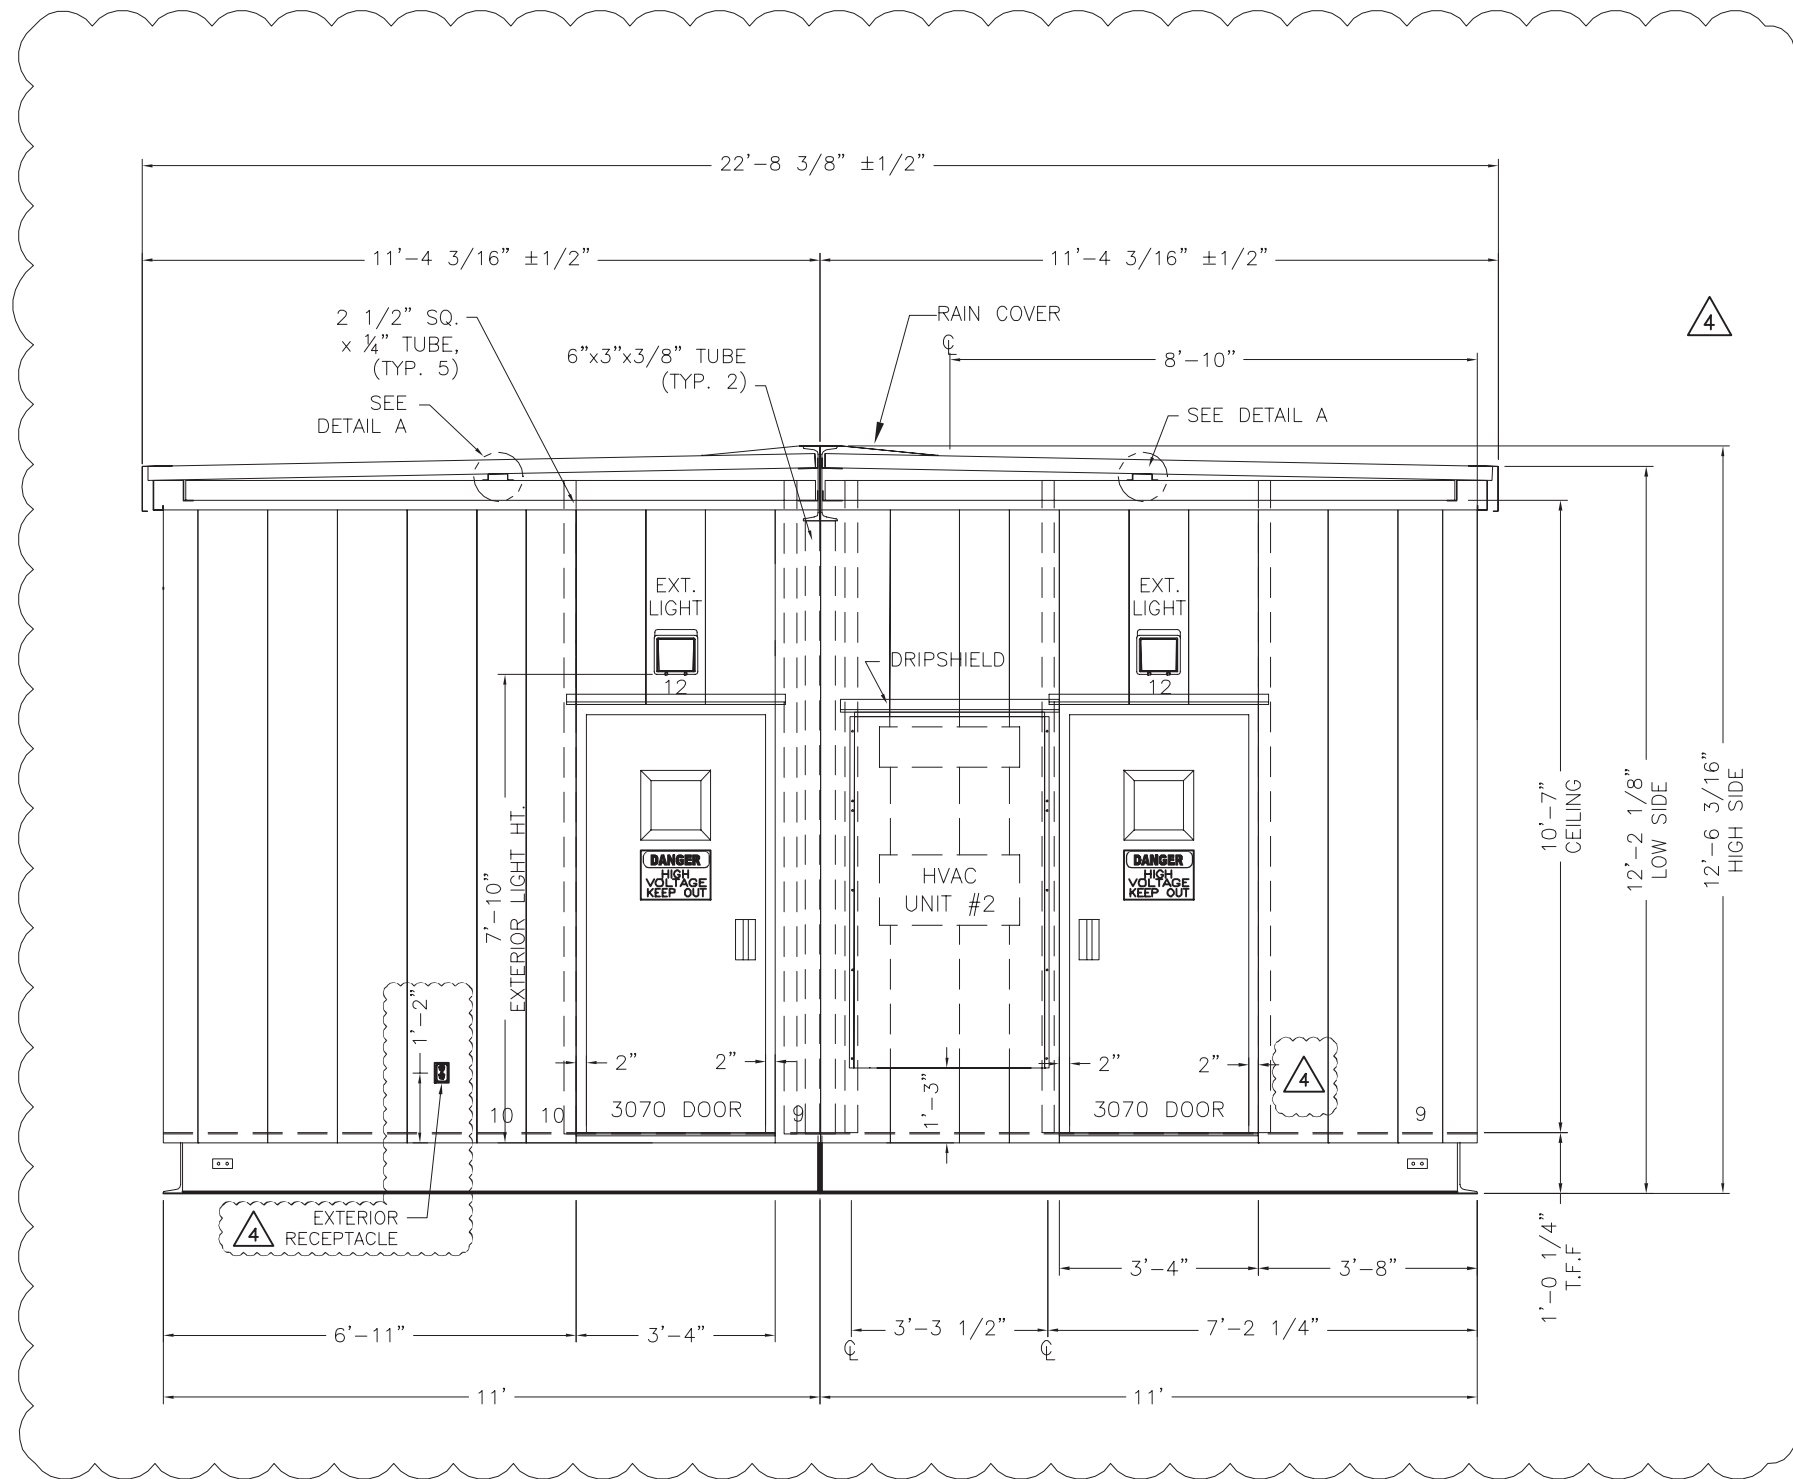 22'-8 3/8" ±1/2"
11'-4 3/16" ±1/2"
11'-4 3/16" ±1/2"
2 1/2" SQ.
x 1/4" TUBE,
(TYP. 5)
6"x3"x3/8" TUBE
(TYP. 2)
RAIN COVER
℄
8'-10"
4
SEE
DETAIL A
SEE DETAIL A
EXT.
LIGHT
12
EXT.
LIGHT
12
DRIPSHIELD
DANGER
HIGH
VOLTAGE
KEEP OUT
HVAC
UNIT #2
DANGER
HIGH
VOLTAGE
KEEP OUT
7'-10"
EXTERIOR LIGHT HT.
10'-7"
CEILING
12'-2 1/8"
LOW SIDE
12'-6 3/16"
HIGH SIDE
1'-2"
2"
2"
2"
2"
4
1'-3"
10
10
3070 DOOR
9
3070 DOOR
9
4
EXTERIOR
RECEPTACLE
1'-0 1/4"
T.F.F
3'-4"
3'-8"
6'-11"
3'-4"
3'-3 1/2"
7'-2 1/4"
℄
℄
11'
11'